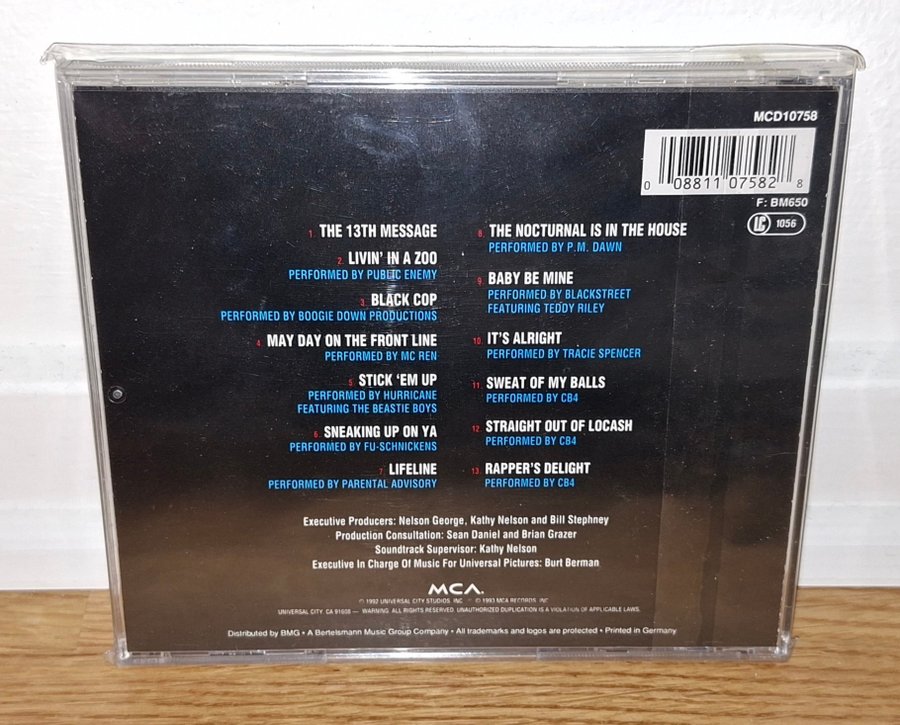 MCD10758
0 08811 07582 8
F: BM650
LC 1056
1. THE 13TH MESSAGE
2. LIVIN' IN A ZOO
PERFORMED BY PUBLIC ENEMY
3. BLACK COP
PERFORMED BY BOOGIE DOWN PRODUCTIONS
4. MAY DAY ON THE FRONT LINE
PERFORMED BY MC REN
5. STICK 'EM UP
PERFORMED BY HURRICANE
FEATURING THE BEASTIE BOYS
6. SNEAKING UP ON YA
PERFORMED BY FU-SCHNICKENS
7. LIFELINE
PERFORMED BY PARENTAL ADVISORY
8. THE NOCTURNAL IS IN THE HOUSE
PERFORMED BY P.M. DAWN
9. BABY BE MINE
PERFORMED BY BLACKSTREET
FEATURING TEDDY RILEY
10. IT'S ALRIGHT
PERFORMED BY TRACIE SPENCER
11. SWEAT OF MY BALLS
PERFORMED BY CB4
12. STRAIGHT OUT OF LOCASH
PERFORMED BY CB4
13. RAPPER'S DELIGHT
PERFORMED BY CB4
Executive Producers: Nelson George, Kathy Nelson and Bill Stephney
Production Consultation: Sean Daniel and Brian Grazer
Soundtrack Supervisor: Kathy Nelson
Executive In Charge Of Music For Universal Pictures: Burt Berman
MCA.
© 1992 UNIVERSAL CITY STUDIOS, INC. ℗ © 1993 MCA RECORDS, INC.
UNIVERSAL CITY, CA 91608 — WARNING: ALL RIGHTS RESERVED. UNAUTHORIZED DUPLICATION IS A VIOLATION OF APPLICABLE LAWS.
Distributed by BMG • A Bertelsmann Music Group Company • All trademarks and logos are protected • Printed in Germany